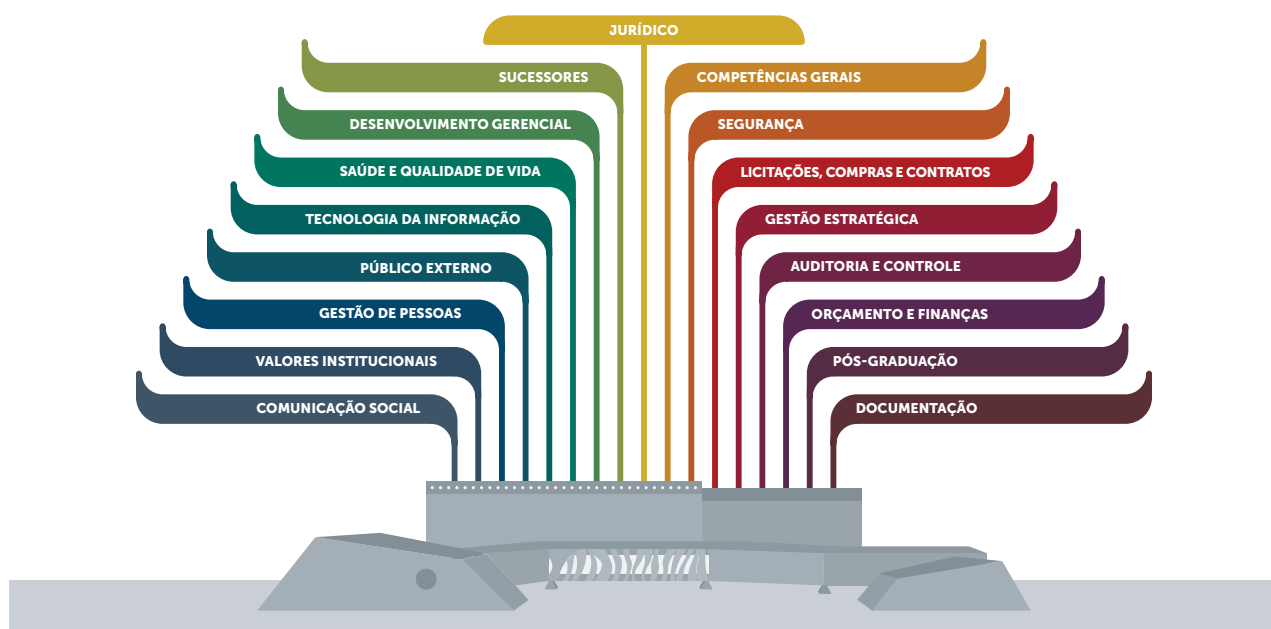 JURÍDICO
SUCESSORES
COMPETÊNCIAS GERAIS
DESENVOLVIMENTO GERENCIAL
SEGURANÇA
SAÚDE E QUALIDADE DE VIDA
LICITAÇÕES, COMPRAS E CONTRATOS
TECNOLOGIA DA INFORMAÇÃO
GESTÃO ESTRATÉGICA
PÚBLICO EXTERNO
AUDITORIA E CONTROLE
GESTÃO DE PESSOAS
ORÇAMENTO E FINANÇAS
VALORES INSTITUCIONAIS
PÓS-GRADUAÇÃO
COMUNICAÇÃO SOCIAL
DOCUMENTAÇÃO